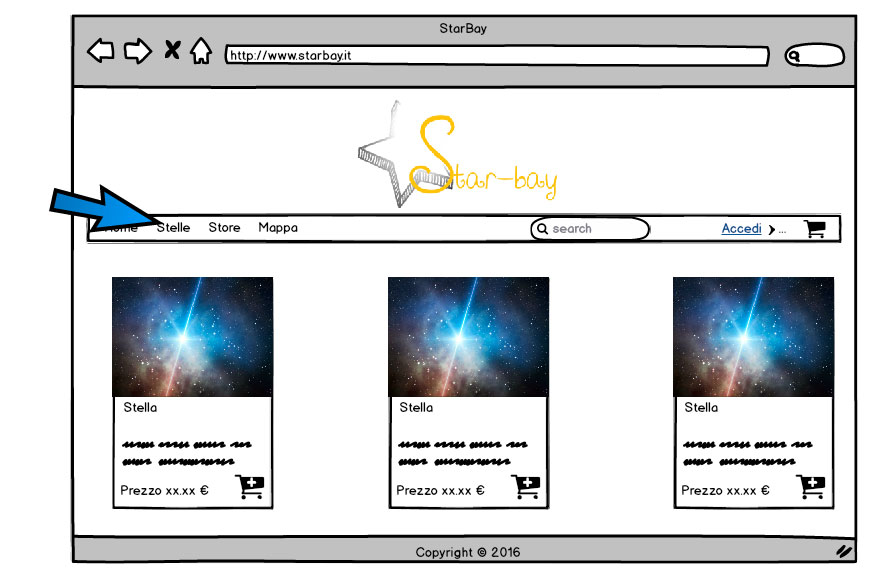 StarBay
http://www.starbay.it
Star-bay
Home Stelle Store Mappa search Accedi ...
Stella Stella Stella
Prezzo xx.xx € Prezzo xx.xx € Prezzo xx.xx €
Copyright © 2016